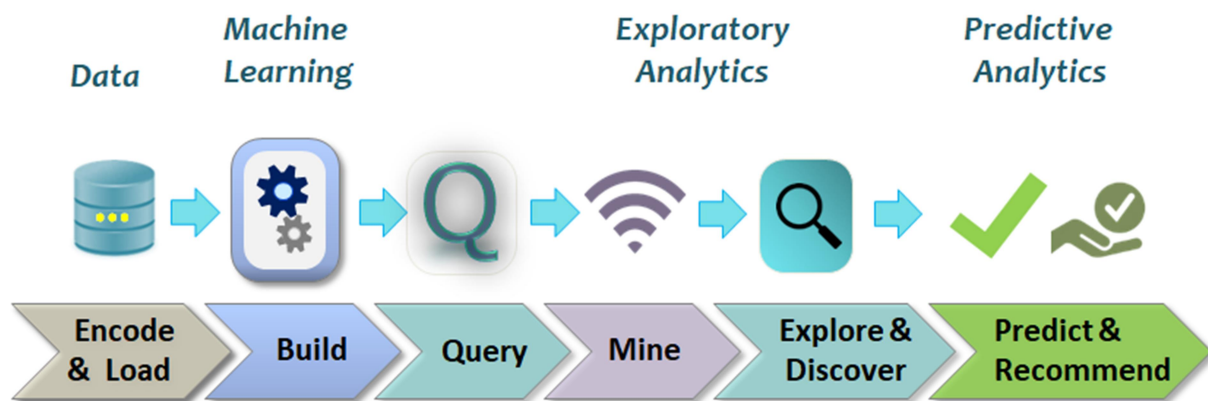 Data
Machine
Learning
Exploratory
Analytics
Predictive
Analytics
Q
Encode
& Load
Build
Query
Mine
Explore &
Discover
Predict &
Recommend